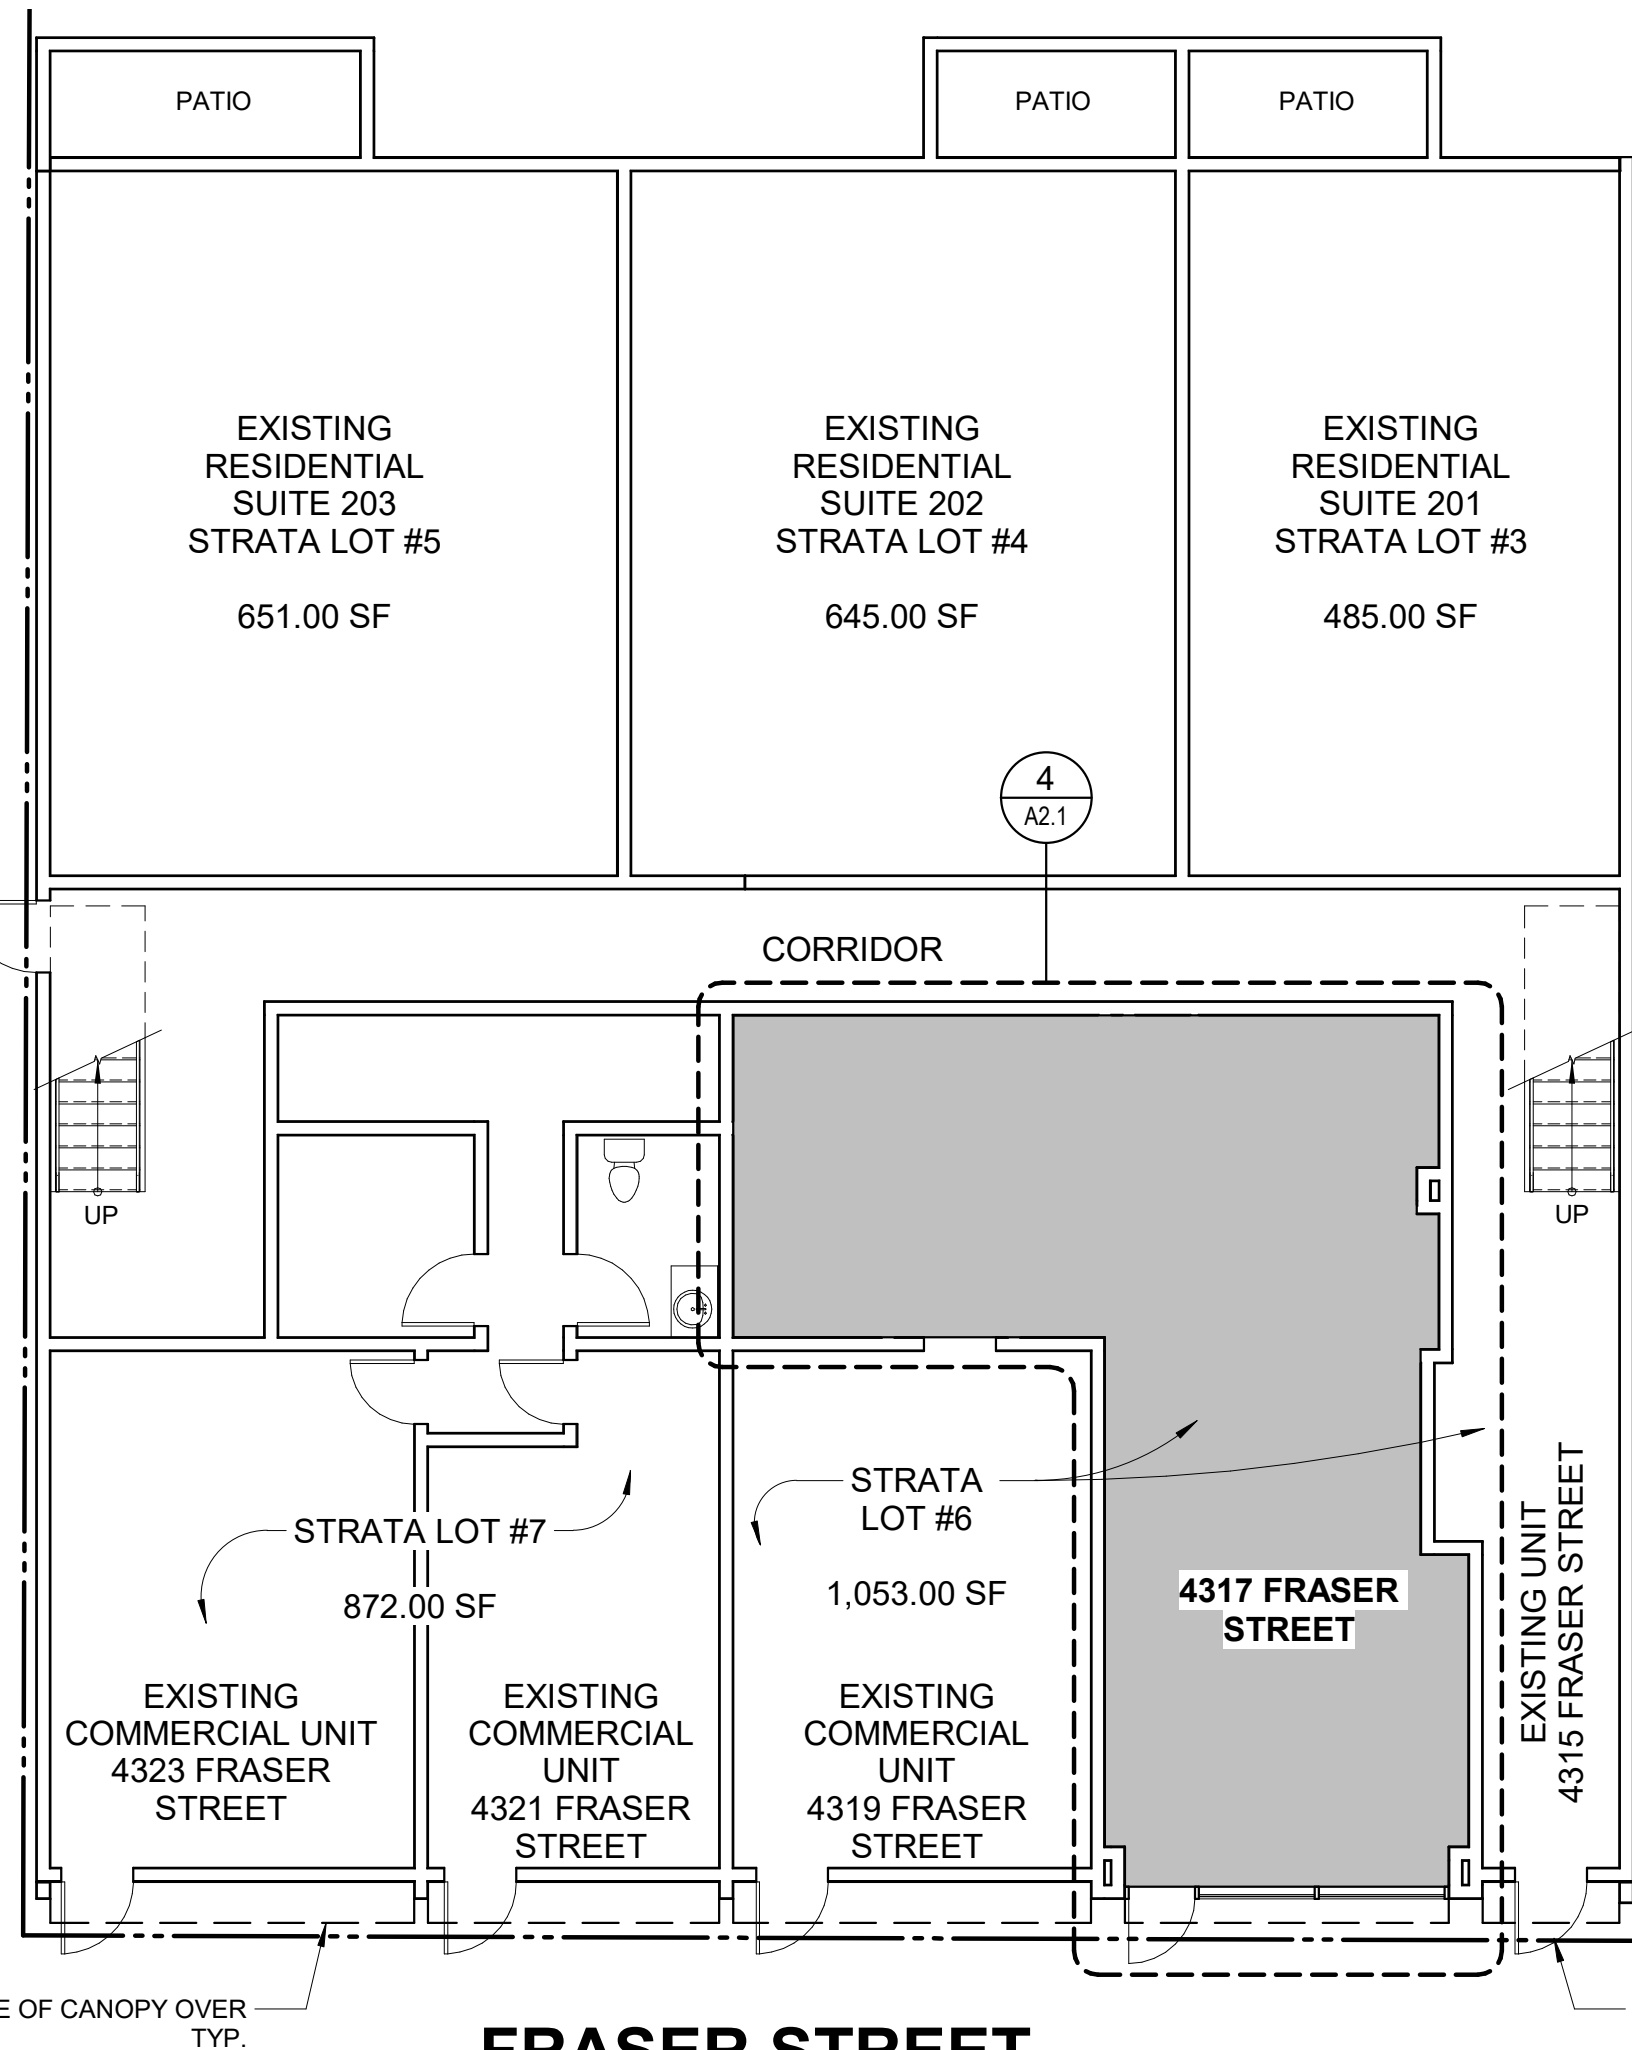 PATIO
PATIO
PATIO
EXISTING
RESIDENTIAL
SUITE 203
STRATA LOT #5
651.00 SF
EXISTING
RESIDENTIAL
SUITE 202
STRATA LOT #4
645.00 SF
EXISTING
RESIDENTIAL
SUITE 201
STRATA LOT #3
485.00 SF
4
A2.1
CORRIDOR
UP
UP
STRATA LOT #7
872.00 SF
STRATA
LOT #6
1,053.00 SF
4317 FRASER
STREET
EXISTING UNIT
4315 FRASER STREET
EXISTING
COMMERCIAL UNIT
4323 FRASER
STREET
EXISTING
COMMERCIAL
UNIT
4321 FRASER
STREET
EXISTING
COMMERCIAL
UNIT
4319 FRASER
STREET
E OF CANOPY OVER
TYP.
FRASER STREET